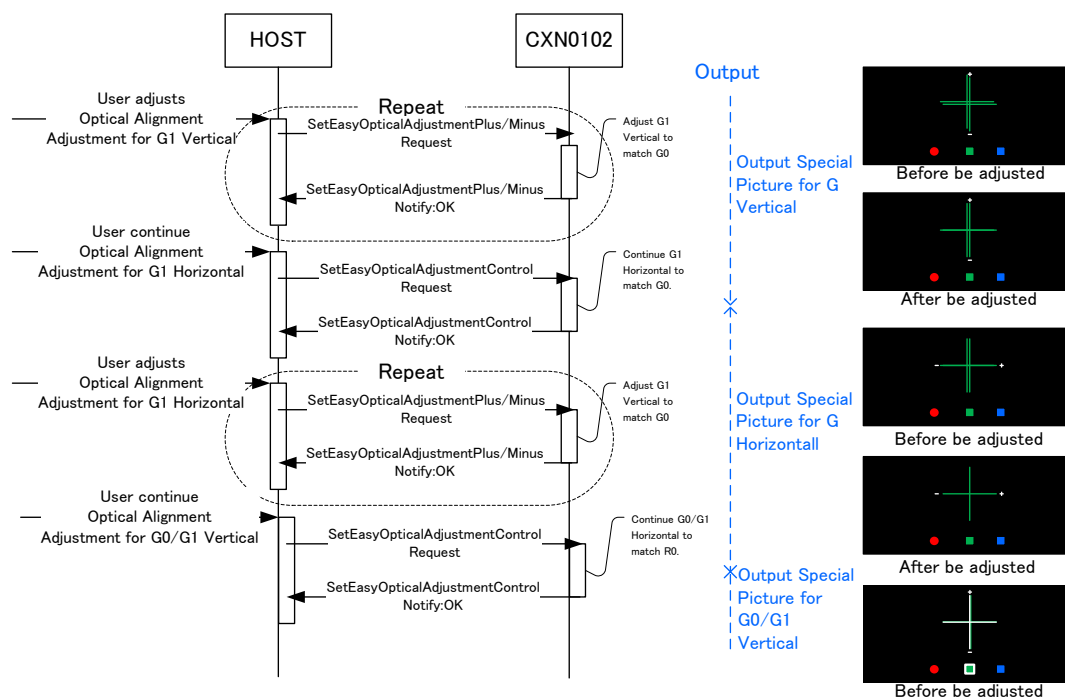 HOST
CXN0102
Output
User adjusts
Optical Alignment
Adjustment for G1 Vertical
Repeat
SetEasyOpticalAdjustmentPlus/Minus
Request
Adjust G1
Vertical to
match G0
SetEasyOpticalAdjustmentPlus/Minus
Notify:OK
Output Special
Picture for G
Vertical
+
-
Before be adjusted
+
-
After be adjusted
User continue
Optical Alignment
Adjustment for G1 Horizontal
SetEasyOpticalAdjustmentControl
Request
Continue G1
Horizontal to
match G0.
SetEasyOpticalAdjustmentControl
Notify:OK
User adjusts
Optical Alignment
Adjustment for G1 Horizontal
Repeat
SetEasyOpticalAdjustmentPlus/Minus
Request
Adjust G1
Vertical to
match G0
SetEasyOpticalAdjustmentPlus/Minus
Notify:OK
Output Special
Picture for G
Horizontall
- +
Before be adjusted
- +
After be adjusted
User continue
Optical Alignment
Adjustment for G0/G1 Vertical
SetEasyOpticalAdjustmentControl
Request
Continue G0/G1
Horizontal to
match R0.
SetEasyOpticalAdjustmentControl
Notify:OK
Output Special
Picture for
G0/G1
Vertical
+
-
Before be adjusted